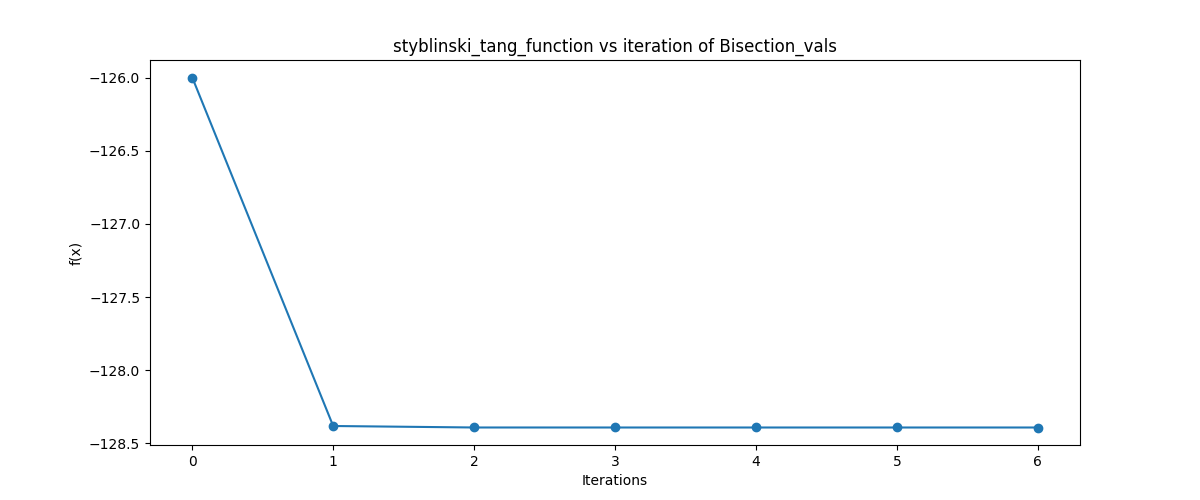 styblinski_tang_function vs iteration of Bisection_vals
−126.0
−126.5
−127.0
−127.5
−128.0
−128.5
f(x)
0 1 2 3 4 5 6
Iterations